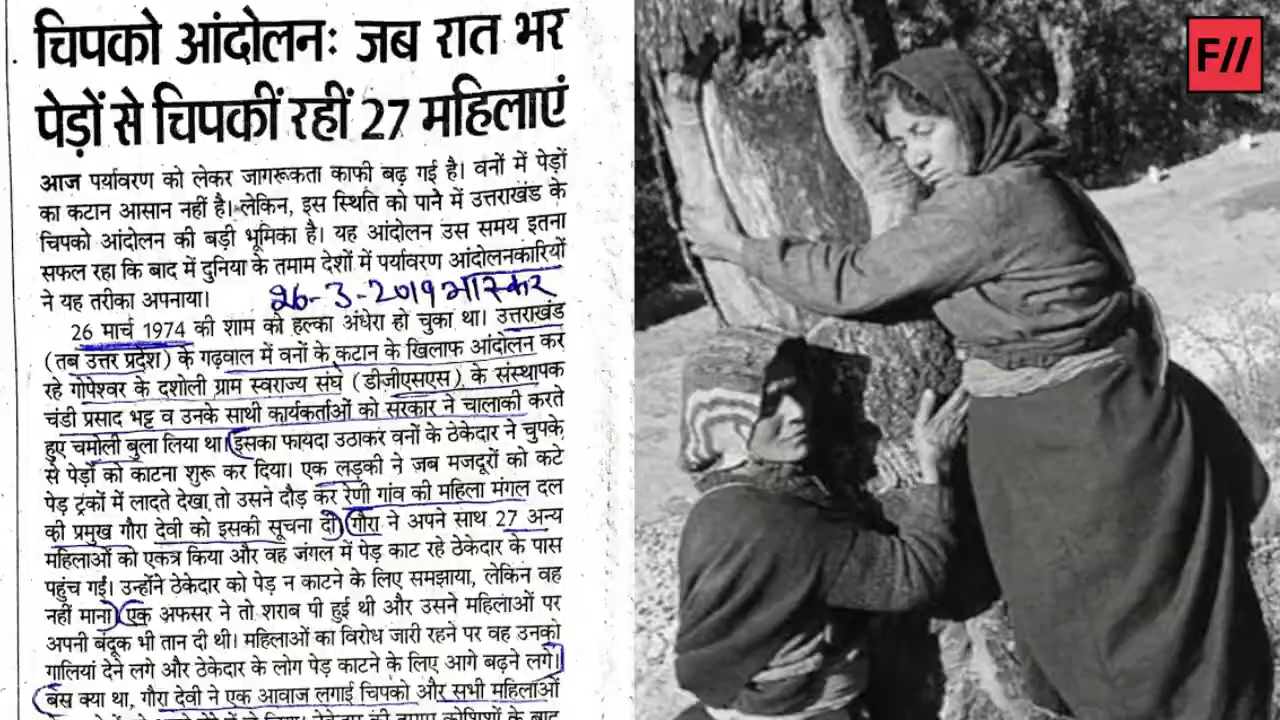 चिपको आंदोलनः जब रात भर
पेड़ों से चिपकीं रहीं 27 महिलाएं
आज पर्यावरण को लेकर जागरूकता काफी बढ़ गई है। वनों में पेड़ों
का कटान आसान नहीं है। लेकिन, इस स्थिति को पाने में उत्तराखंड के
चिपको आंदोलन की बड़ी भूमिका है। यह आंदोलन उस समय इतना
सफल रहा कि बाद में दुनिया के तमाम देशों में पर्यावरण आंदोलनकारियों
ने यह तरीका अपनाया।
26-3-2019 भास्कर
26 मार्च 1974 की शाम को हल्का अंधेरा हो चुका था। उत्तराखंड
(तब उत्तर प्रदेश) के गढ़वाल में वनों के कटान के खिलाफ आंदोलन कर
रहे गोपेश्वर के दशोली ग्राम स्वराज्य संघ (डीजीएसएस) के संस्थापक
चंडी प्रसाद भट्ट व उनके साथी कार्यकर्ताओं को सरकार ने चालाकी करते
हुए चमोली बुला लिया था। इसका फायदा उठाकर वनों के ठेकेदार ने चुपके
से पेड़ों को काटना शुरू कर दिया। एक लड़की ने जब मजदूरों को कटे
पेड़ ट्रकों में लादते देखा तो उसने दौड़ कर रेणी गांव की महिला मंगल दल
की प्रमुख गौरा देवी को इसकी सूचना दी। गौरा ने अपने साथ 27 अन्य
महिलाओं को एकत्र किया और वह जंगल में पेड़ काट रहे ठेकेदार के पास
पहुंच गईं। उन्होंने ठेकेदार को पेड़ न काटने के लिए समझाया, लेकिन वह
नहीं माना। एक अफसर ने तो शराब पी हुई थी और उसने महिलाओं पर
अपनी बंदूक भी तान दी थी। महिलाओं का विरोध जारी रहने पर वह उनको
गालियां देने लगे और ठेकेदार के लोग पेड़ काटने के लिए आगे बढ़ने लगे।
बस क्या था, गौरा देवी ने एक आवाज लगाई चिपको और सभी महिलाओं
F//